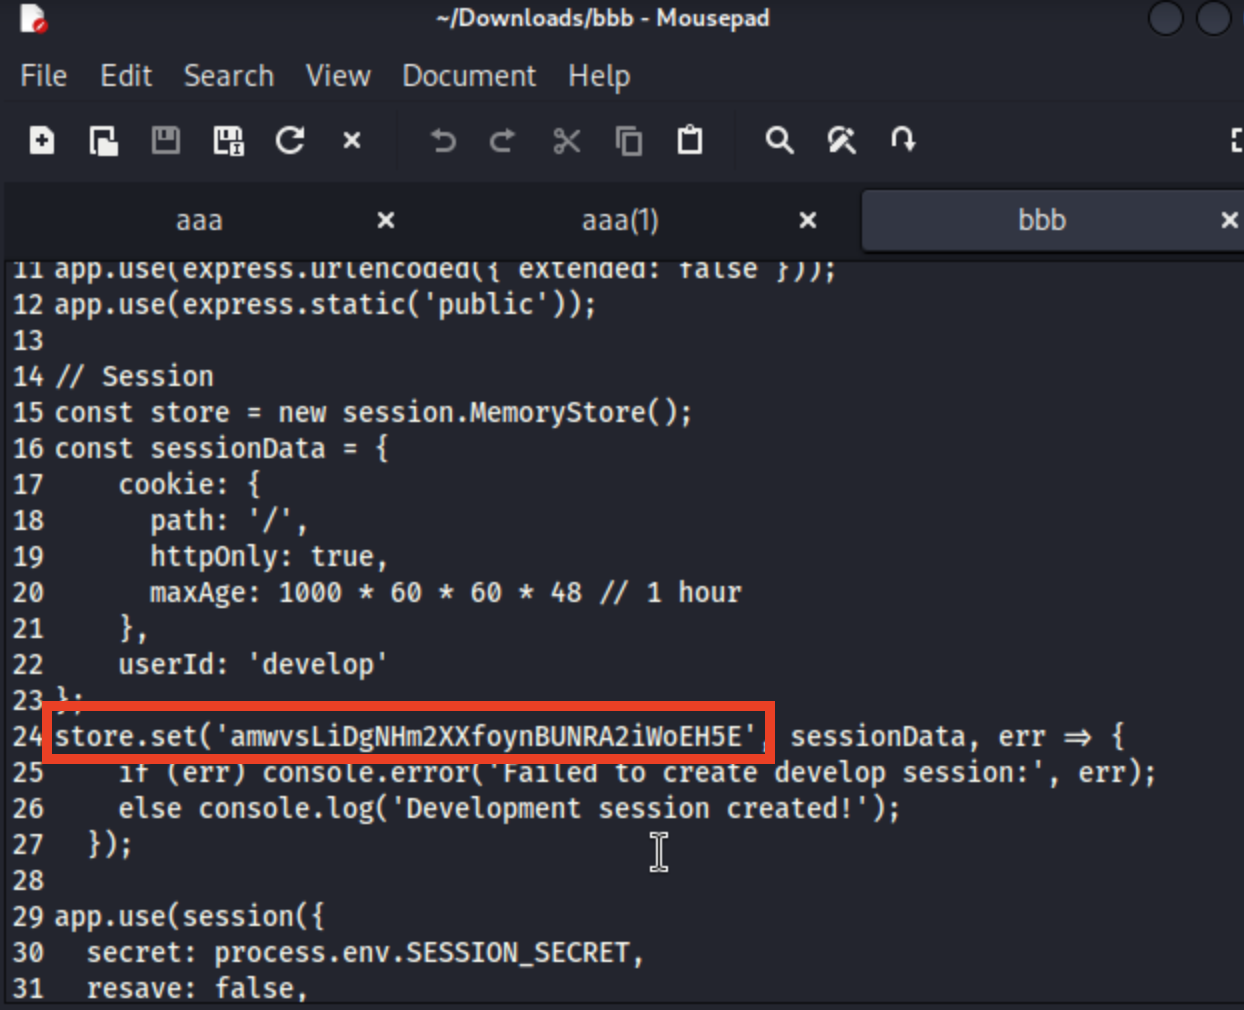 ~/Downloads/bbb - Mousepad
File Edit Search View Document Help
aaa aaa(1) bbb
11 app.use(express.urlencoded({ extended: false }));
12 app.use(express.static('public'));
13
14 // Session
15 const store = new session.MemoryStore();
16 const sessionData = {
17     cookie: {
18       path: '/',
19       httpOnly: true,
20       maxAge: 1000 * 60 * 60 * 48 // 1 hour
21     },
22     userId: 'develop'
23 };
24 store.set('amwvsLiDgNHm2XXfoynBUNRA2iWoEH5E', sessionData, err => {
25     if (err) console.error('Failed to create develop session:', err);
26     else console.log('Development session created!');
27   });
28
29 app.use(session({
30   secret: process.env.SESSION_SECRET,
31   resave: false,